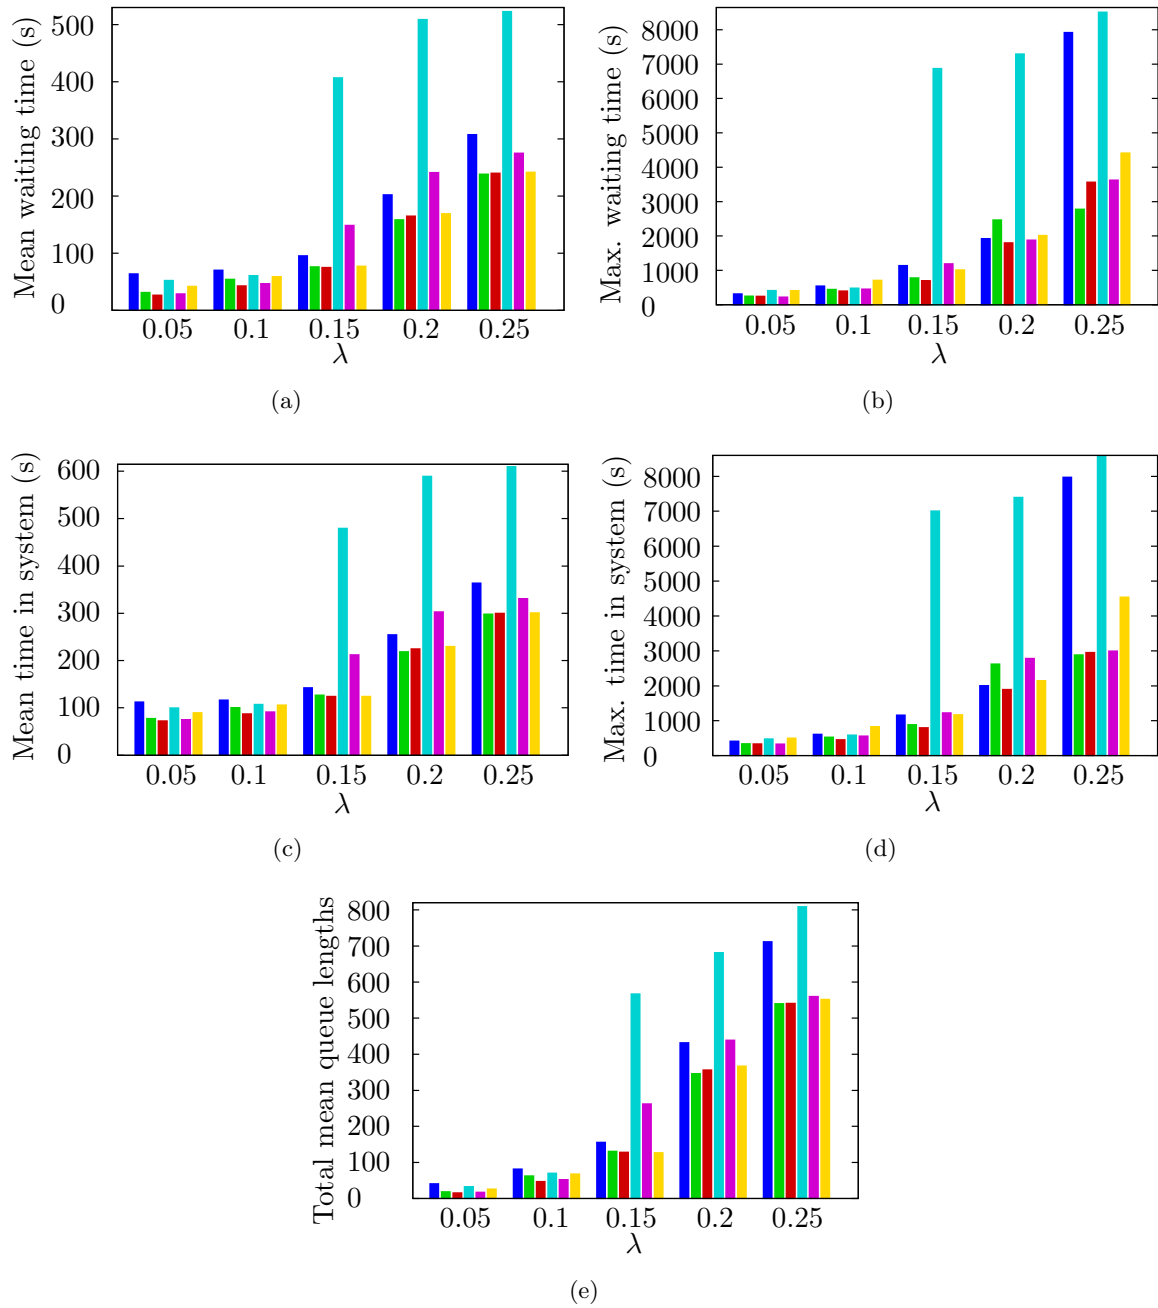 Mean waiting time (s)
500
400
300
200
100
0
0.05 0.1 0.15 0.2 0.25
λ
(a)
Max. waiting time (s)
8000
7000
6000
5000
4000
3000
2000
1000
0
0.05 0.1 0.15 0.2 0.25
λ
(b)
Mean time in system (s)
600
500
400
300
200
100
0
0.05 0.1 0.15 0.2 0.25
λ
(c)
Max. time in system (s)
8000
7000
6000
5000
4000
3000
2000
1000
0
0.05 0.1 0.15 0.2 0.25
λ
(d)
Total mean queue lengths
800
700
600
500
400
300
200
100
0
0.05 0.1 0.15 0.2 0.25
λ
(e)